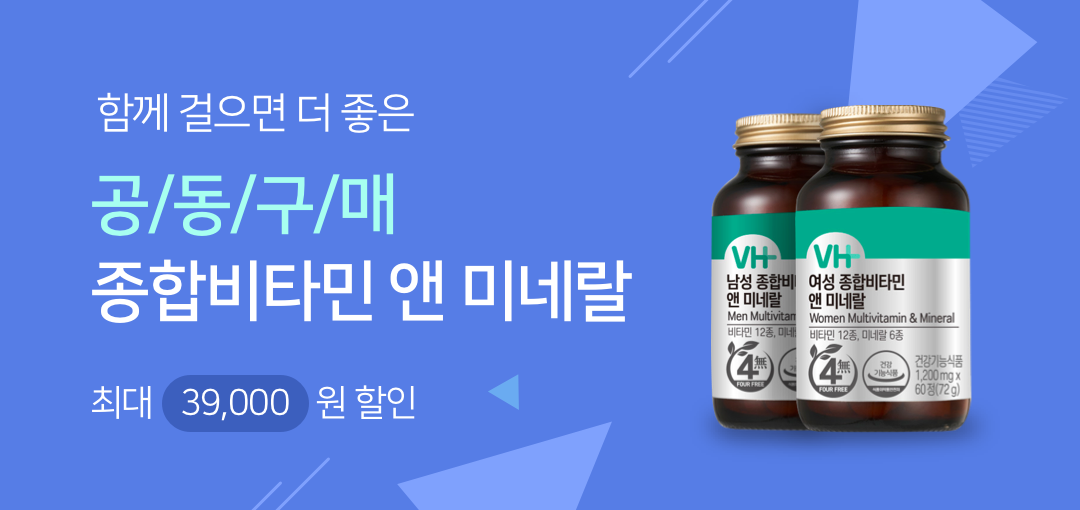 함께 걸으면 더 좋은
공/동/구/매
종합비타민 앤 미네랄
최대 39,000 원 할인
VH+
남성 종합비
앤 미네랄
Men Multivitam
비타민 12종, 미네
4無
FOUR FREE
VH+
여성 종합비타민
앤 미네랄
Women Multivitamin & Mineral
비타민 12종, 미네랄 6종
4無
FOUR FREE
건강
기능식품
건강기능식품
1,200 mg x
60정(72 g)